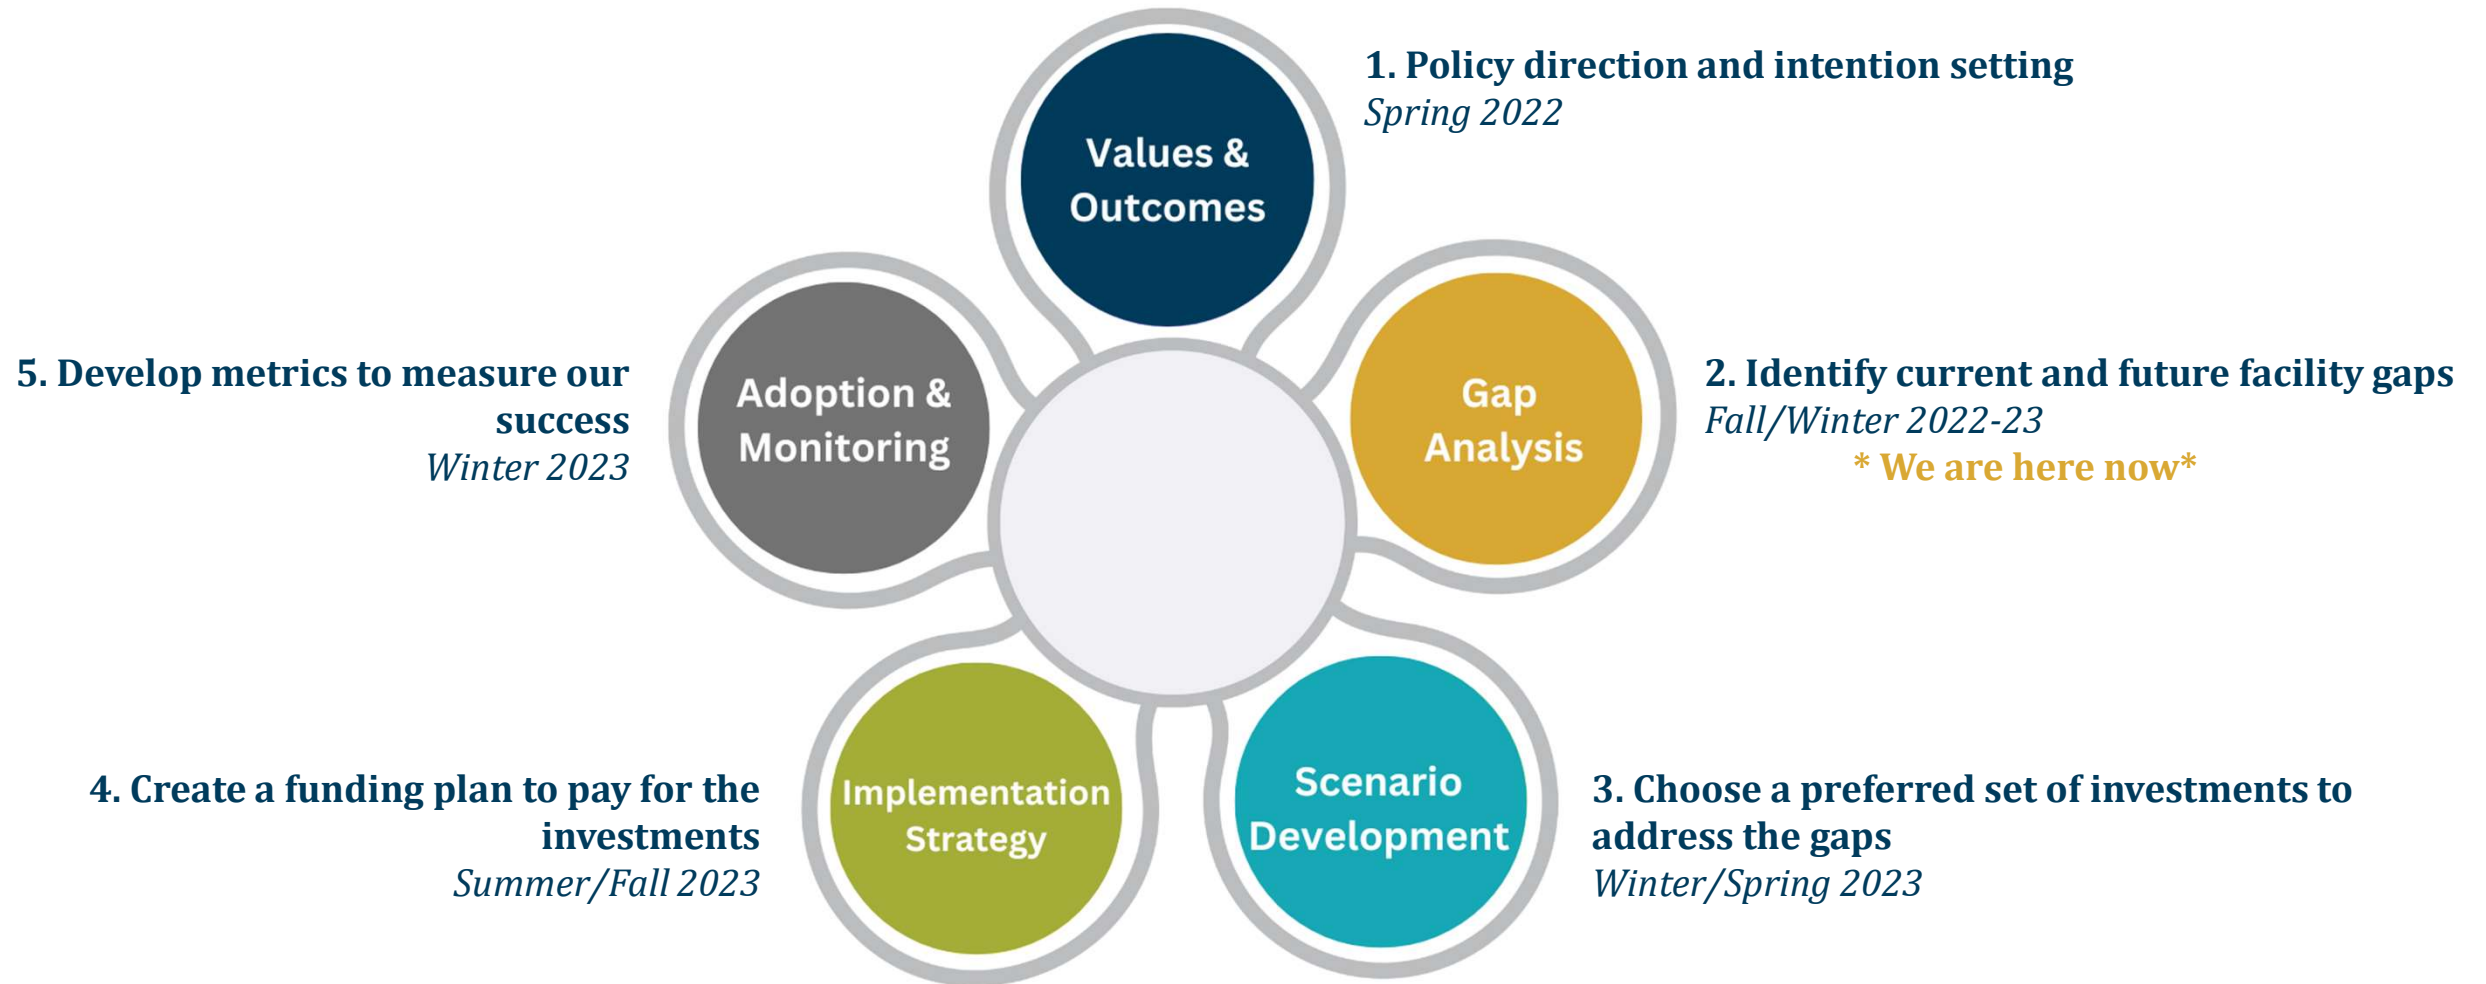 Values &
Outcomes
1. Policy direction and intention setting
Spring 2022
Gap
Analysis
2. Identify current and future facility gaps
Fall/Winter 2022-23
* We are here now*
Scenario
Development
3. Choose a preferred set of investments to
address the gaps
Winter/Spring 2023
Implementation
Strategy
4. Create a funding plan to pay for the
investments
Summer/Fall 2023
Adoption &
Monitoring
5. Develop metrics to measure our
success
Winter 2023